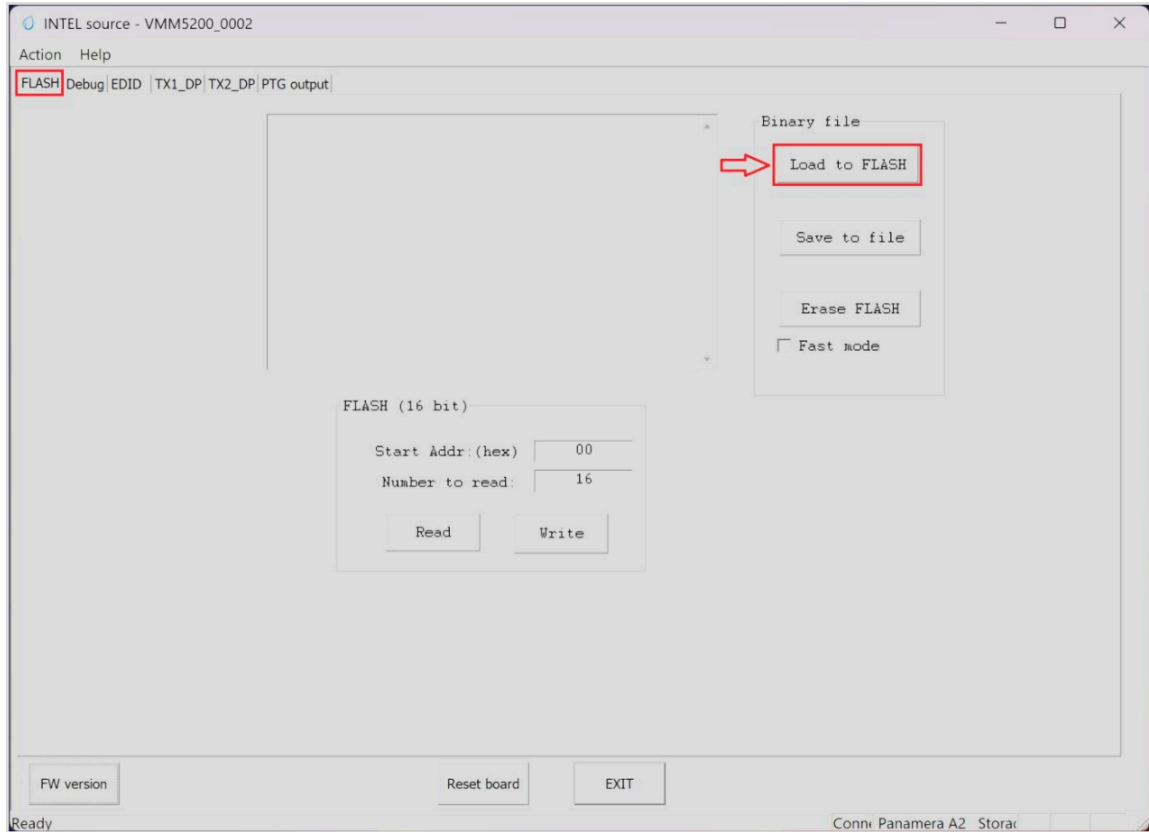 INTEL source - VMM5200_0002
Action Help
FLASH Debug EDID TX1_DP TX2_DP PTG output
Binary file
Load to FLASH
Save to file
Erase FLASH
Fast mode
FLASH (16 bit)
Start Addr:(hex) 00
Number to read: 16
Read Write
FW version Reset board EXIT
Ready Panamera A2